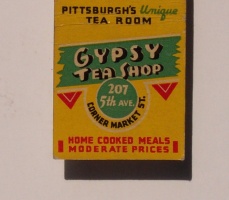 PITTSBURGH'S Unique
TEA ROOM
GYPSY
TEA SHOP
207
5th AVE.
CORNER MARKET ST.
HOME COOKED MEALS
MODERATE PRICES